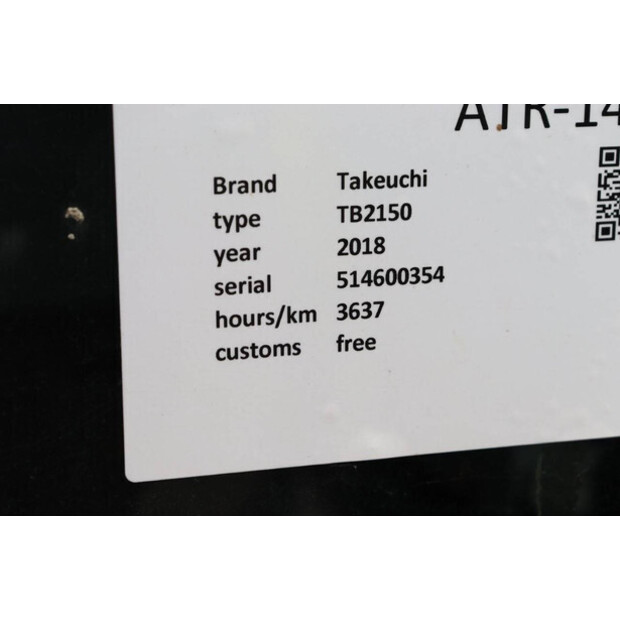 ATR-14
Brand Takeuchi
type TB2150
year 2018
serial 514600354
hours/km 3637
customs free